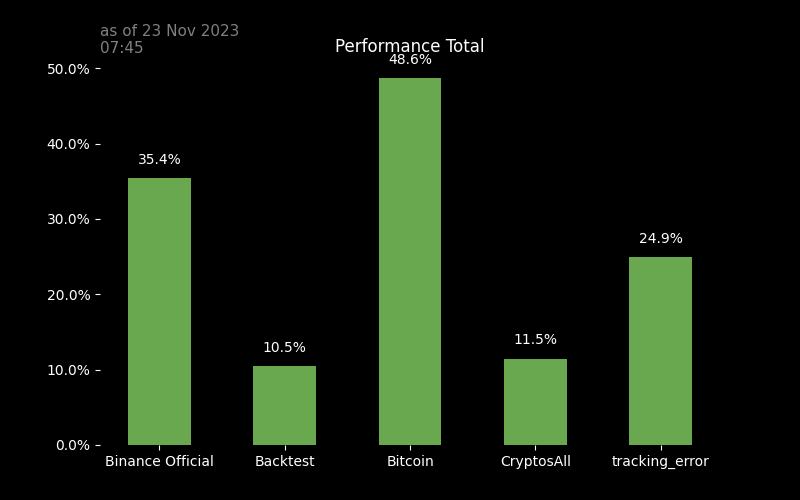 as of 23 Nov 2023
07:45
Performance Total
50.0%
40.0%
30.0%
20.0%
10.0%
0.0%
35.4%
10.5%
48.6%
11.5%
24.9%
Binance Official
Backtest
Bitcoin
CryptosAll
tracking_error